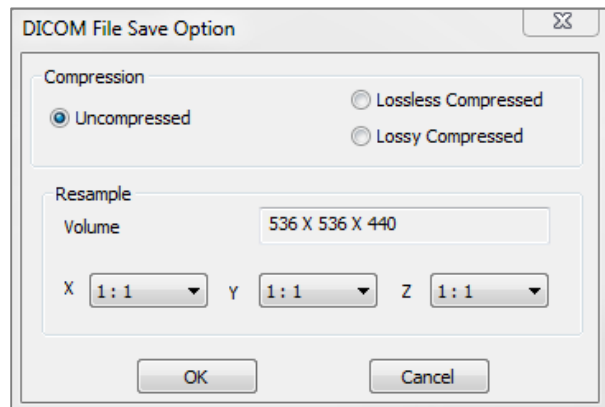 DICOM File Save Option
Compression
Uncompressed
Lossless Compressed
Lossy Compressed
Resample
Volume 536 X 536 X 440
X 1 : 1 Y 1 : 1 Z 1 : 1
OK Cancel